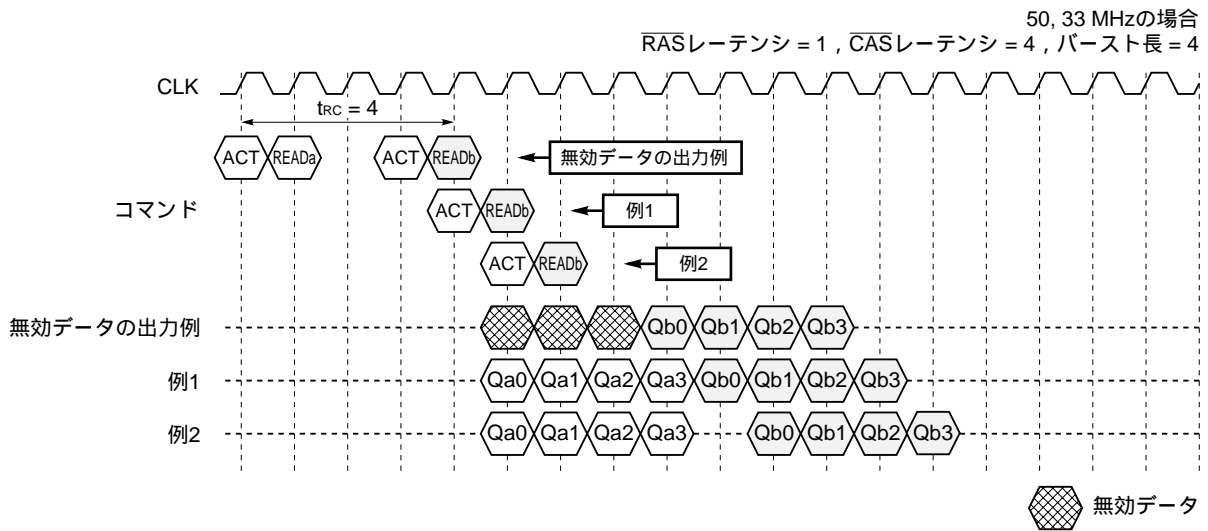 50, 33 MHzの場合
RASレーテンシ = 1 , CASレーテンシ = 4 , バースト長 = 4
CLK
tRC = 4
ACT READa ACT READb 無効データの出力例
コマンド ACT READb 例1
ACT READb 例2
無効データの出力例 Qb0 Qb1 Qb2 Qb3
例1 Qa0 Qa1 Qa2 Qa3 Qb0 Qb1 Qb2 Qb3
例2 Qa0 Qa1 Qa2 Qa3 Qb0 Qb1 Qb2 Qb3
無効データ